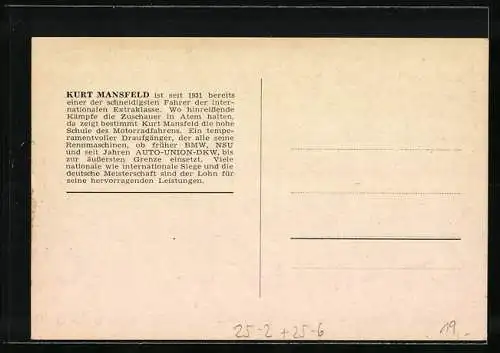 KURT MANSFELD ist seit 1931 bereits
einer der schneidigsten Fahrer der inter-
nationalen Extraklasse. Wo hinreißende
Kämpfe die Zuschauer in Atem halten,
da zeigt bestimmt Kurt Mansfeld die hohe
Schule des Motorradfahrens. Ein tempe-
ramentvoller Draufgänger, der alle seine
Rennmaschinen, ob früher BMW, NSU
und seit Jahren AUTO-UNION-DKW, bis
zur äußersten Grenze einsetzt. Viele
nationale wie internationale Siege und die
deutsche Meisterschaft sind der Lohn für
seine hervorragenden Leistungen.
25-2 + 25-6
19,-